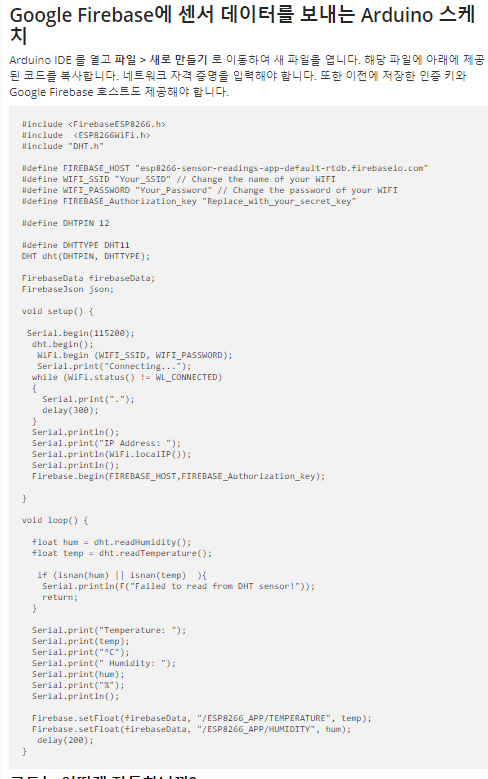 Google Firebase에 센서 데이터를 보내는 Arduino 스케
치
Arduino IDE 를 열고 파일 > 새로 만들기 로 이동하여 새 파일을 엽니다. 해당 파일에 아래에 제공
된 코드를 복사합니다. 네트워크 자격 증명을 입력해야 합니다. 또한 이전에 저장한 인증 키와
Google Firebase 호스트도 제공해야 합니다.
#include <FirebaseESP8266.h>
#include  <ESP8266WiFi.h>
#include "DHT.h"
#define FIREBASE_HOST "esp8266-sensor-readings-app-default-rtdb.firebaseio.com"
#define WIFI_SSID "Your_SSID" // Change the name of your WIFI
#define WIFI_PASSWORD "Your_Password" // Change the password of your WIFI
#define FIREBASE_Authorization_key "Replace_with_your_secret_key"
#define DHTPIN 12
#define DHTTYPE DHT11
DHT dht(DHTPIN, DHTTYPE);
FirebaseData firebaseData;
FirebaseJson json;
void setup() {
Serial.begin(115200);
dht.begin();
WiFi.begin (WIFI_SSID, WIFI_PASSWORD);
Serial.print("Connecting...");
while (WiFi.status() != WL_CONNECTED)
{
Serial.print(".");
delay(300);
}
Serial.println();
Serial.print("IP Address: ");
Serial.println(WiFi.localIP());
Serial.println();
Firebase.begin(FIREBASE_HOST,FIREBASE_Authorization_key);
}
void loop() {
float hum = dht.readHumidity();
float temp = dht.readTemperature();
if (isnan(hum) || isnan(temp)  ){
Serial.println(F("Failed to read from DHT sensor!"));
return;
}
Serial.print("Temperature: ");
Serial.print(temp);
Serial.print("°C");
Serial.print(" Humidity: ");
Serial.print(hum);
Serial.print("%");
Serial.println();
Firebase.setFloat(firebaseData, "/ESP8266_APP/TEMPERATURE", temp);
Firebase.setFloat(firebaseData, "/ESP8266_APP/HUMIDITY", hum);
delay(200);
}